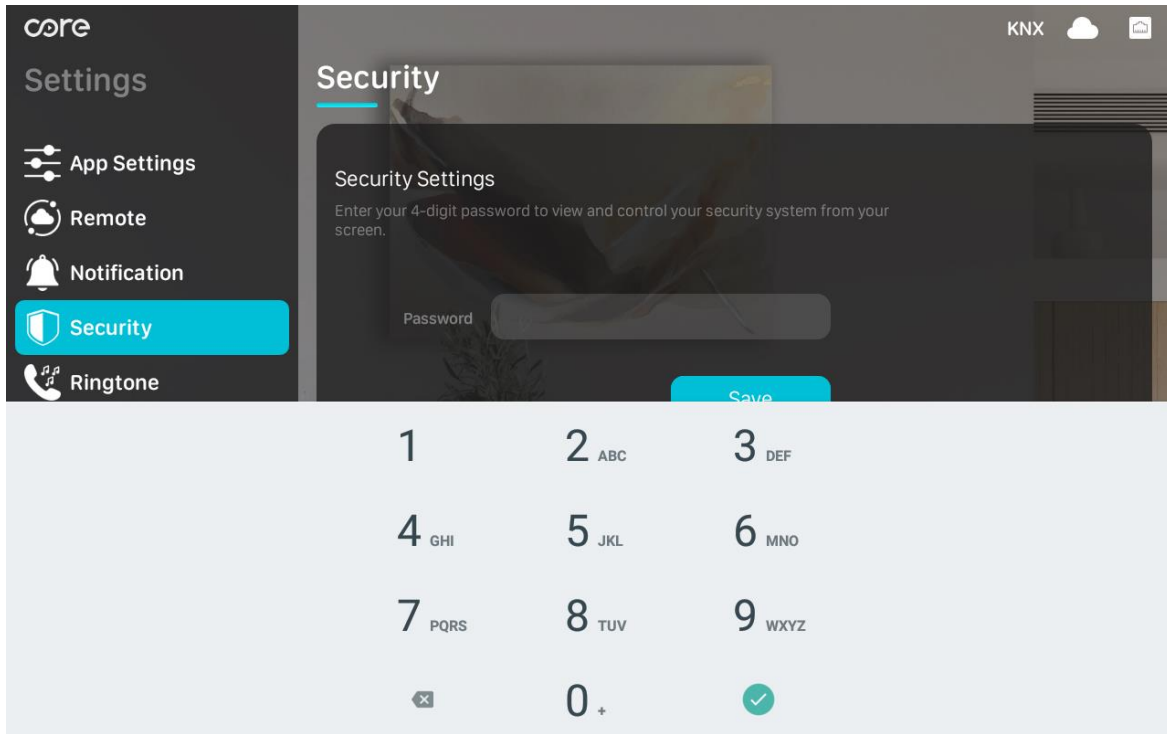 core
KNX
Settings
Security
App Settings
Remote
Notification
Security
Ringtone
Security Settings
Enter your 4-digit password to view and control your security system from your
screen.
Password
Save
1
2 ABC
3 DEF
4 GHI
5 JKL
6 MNO
7 PQRS
8 TUV
9 WXYZ
0 +